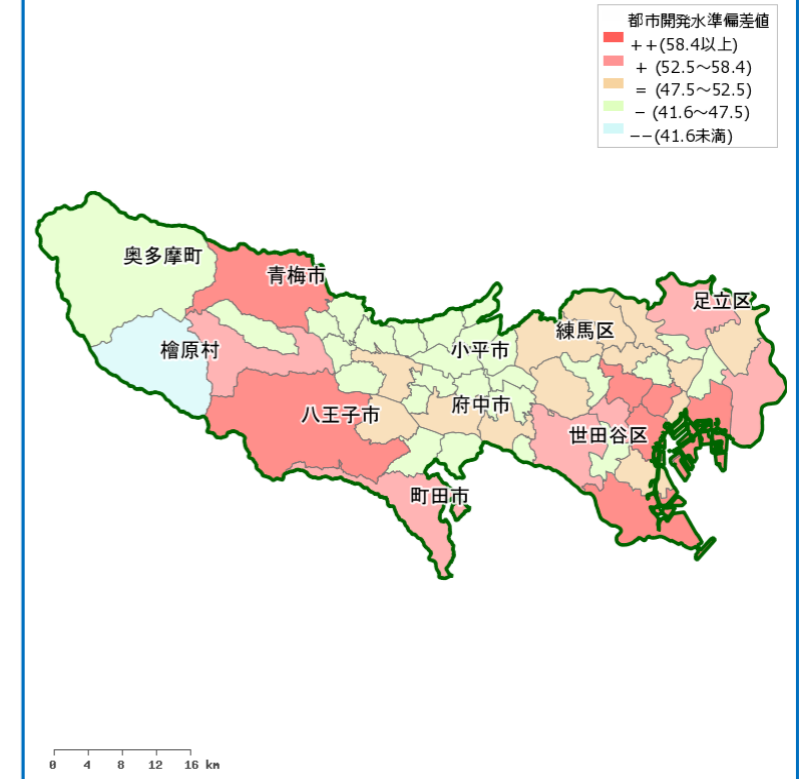 都市開発水準偏差値
++(58.4以上)
+ (52.5～58.4)
= (47.5～52.5)
− (41.6～47.5)
−−(41.6未満)
奥多摩町
青梅市
足立区
練馬区
檜原村
小平市
八王子市
府中市
世田谷区
町田市
0 4 8 12 16 km